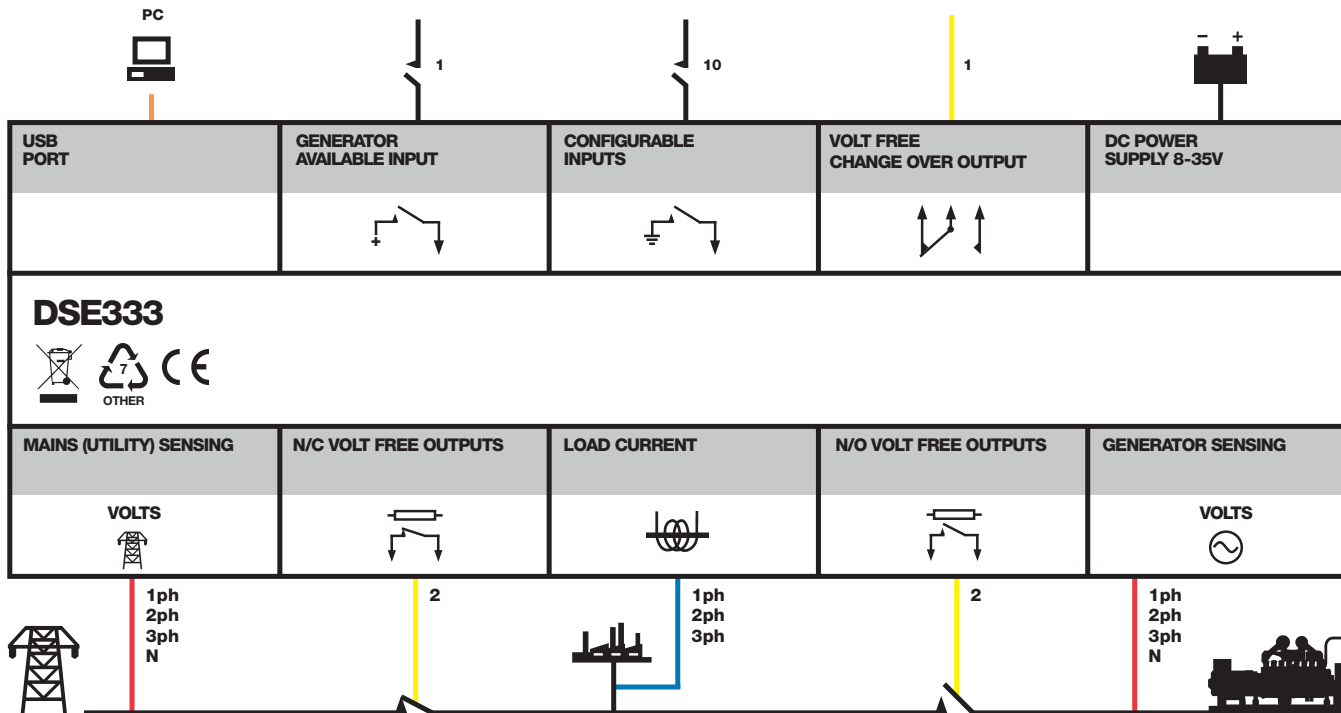 PC
1
10
1
- +
USB
PORT
GENERATOR
AVAILABLE INPUT
CONFIGURABLE
INPUTS
VOLT FREE
CHANGE OVER OUTPUT
DC POWER
SUPPLY 8-35V
+
DSE333
7
OTHER
CE
MAINS (UTILITY) SENSING
N/C VOLT FREE OUTPUTS
LOAD CURRENT
N/O VOLT FREE OUTPUTS
GENERATOR SENSING
VOLTS
VOLTS
1ph
2ph
3ph
N
2
1ph
2ph
3ph
2
1ph
2ph
3ph
N